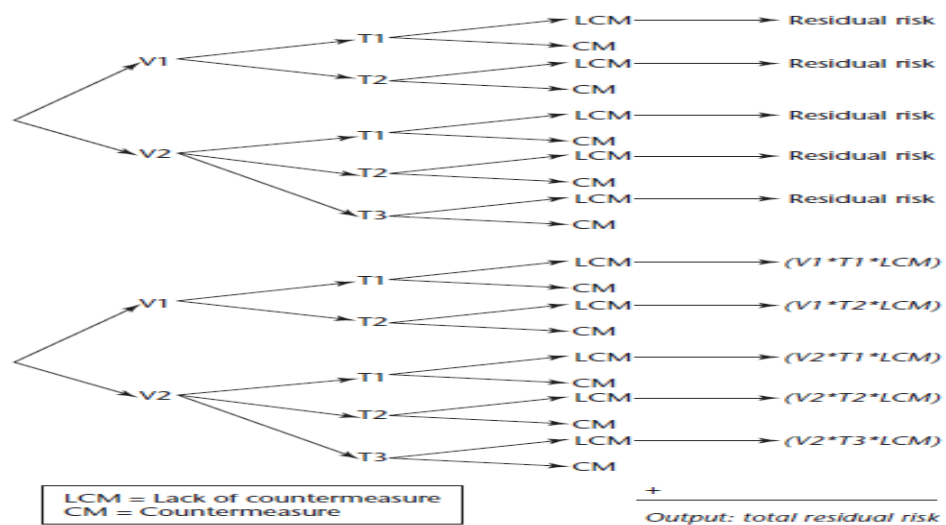 LCM Residual risk
T1
CM
V1
LCM Residual risk
T2
CM
LCM Residual risk
T1
CM
V2
LCM Residual risk
T2
CM
LCM Residual risk
T3
CM
LCM (V1*T1*LCM)
T1
CM
V1
LCM (V1*T2*LCM)
T2
CM
LCM (V2*T1*LCM)
T1
CM
V2
LCM (V2*T2*LCM)
T2
CM
LCM (V2*T3*LCM)
T3
CM
LCM = Lack of countermeasure
CM = Countermeasure
+
Output: total residual risk